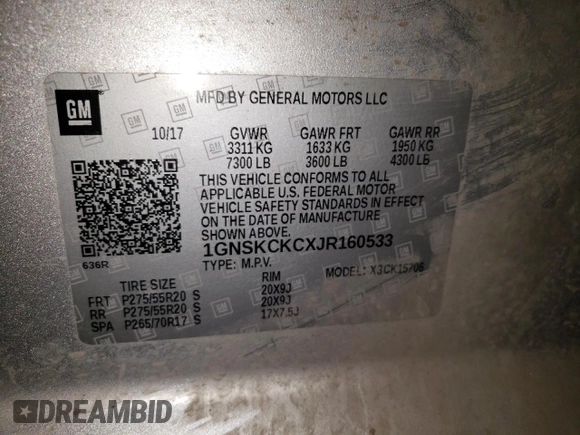 GM
MFD BY GENERAL MOTORS LLC
10/17 GVWR GAWR FRT GAWR RR
3311 KG 1633 KG 1950 KG
7300 LB 3600 LB 4300 LB
THIS VEHICLE CONFORMS TO ALL
APPLICABLE U.S. FEDERAL MOTOR
VEHICLE SAFETY STANDARDS IN EFFECT
ON THE DATE OF MANUFACTURE
SHOWN ABOVE.
636R
1GNSKCKCXJR160533
TYPE: M.P.V. MODEL: X3CK15706
TIRE SIZE RIM
FRT P275/55R20 S 20X9J
RR P275/55R20 S 20X9J
SPA P265/70R17 S 17X7.5J
DREAMBID